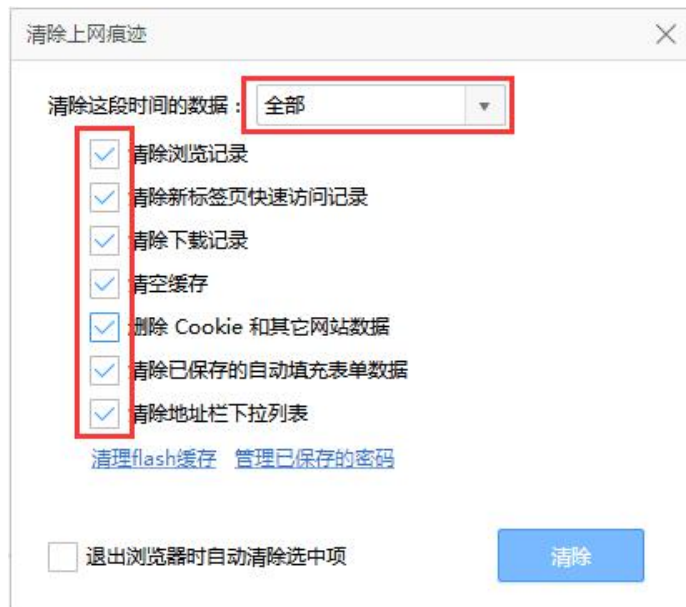 清除上网痕迹
清除这段时间的数据： 全部
清除浏览记录
清除新标签页快速访问记录
清除下载记录
清空缓存
删除 Cookie 和其它网站数据
清除已保存的自动填充表单数据
清除地址栏下拉列表
清理flash缓存 管理已保存的密码
退出浏览器时自动清除选中项 清除